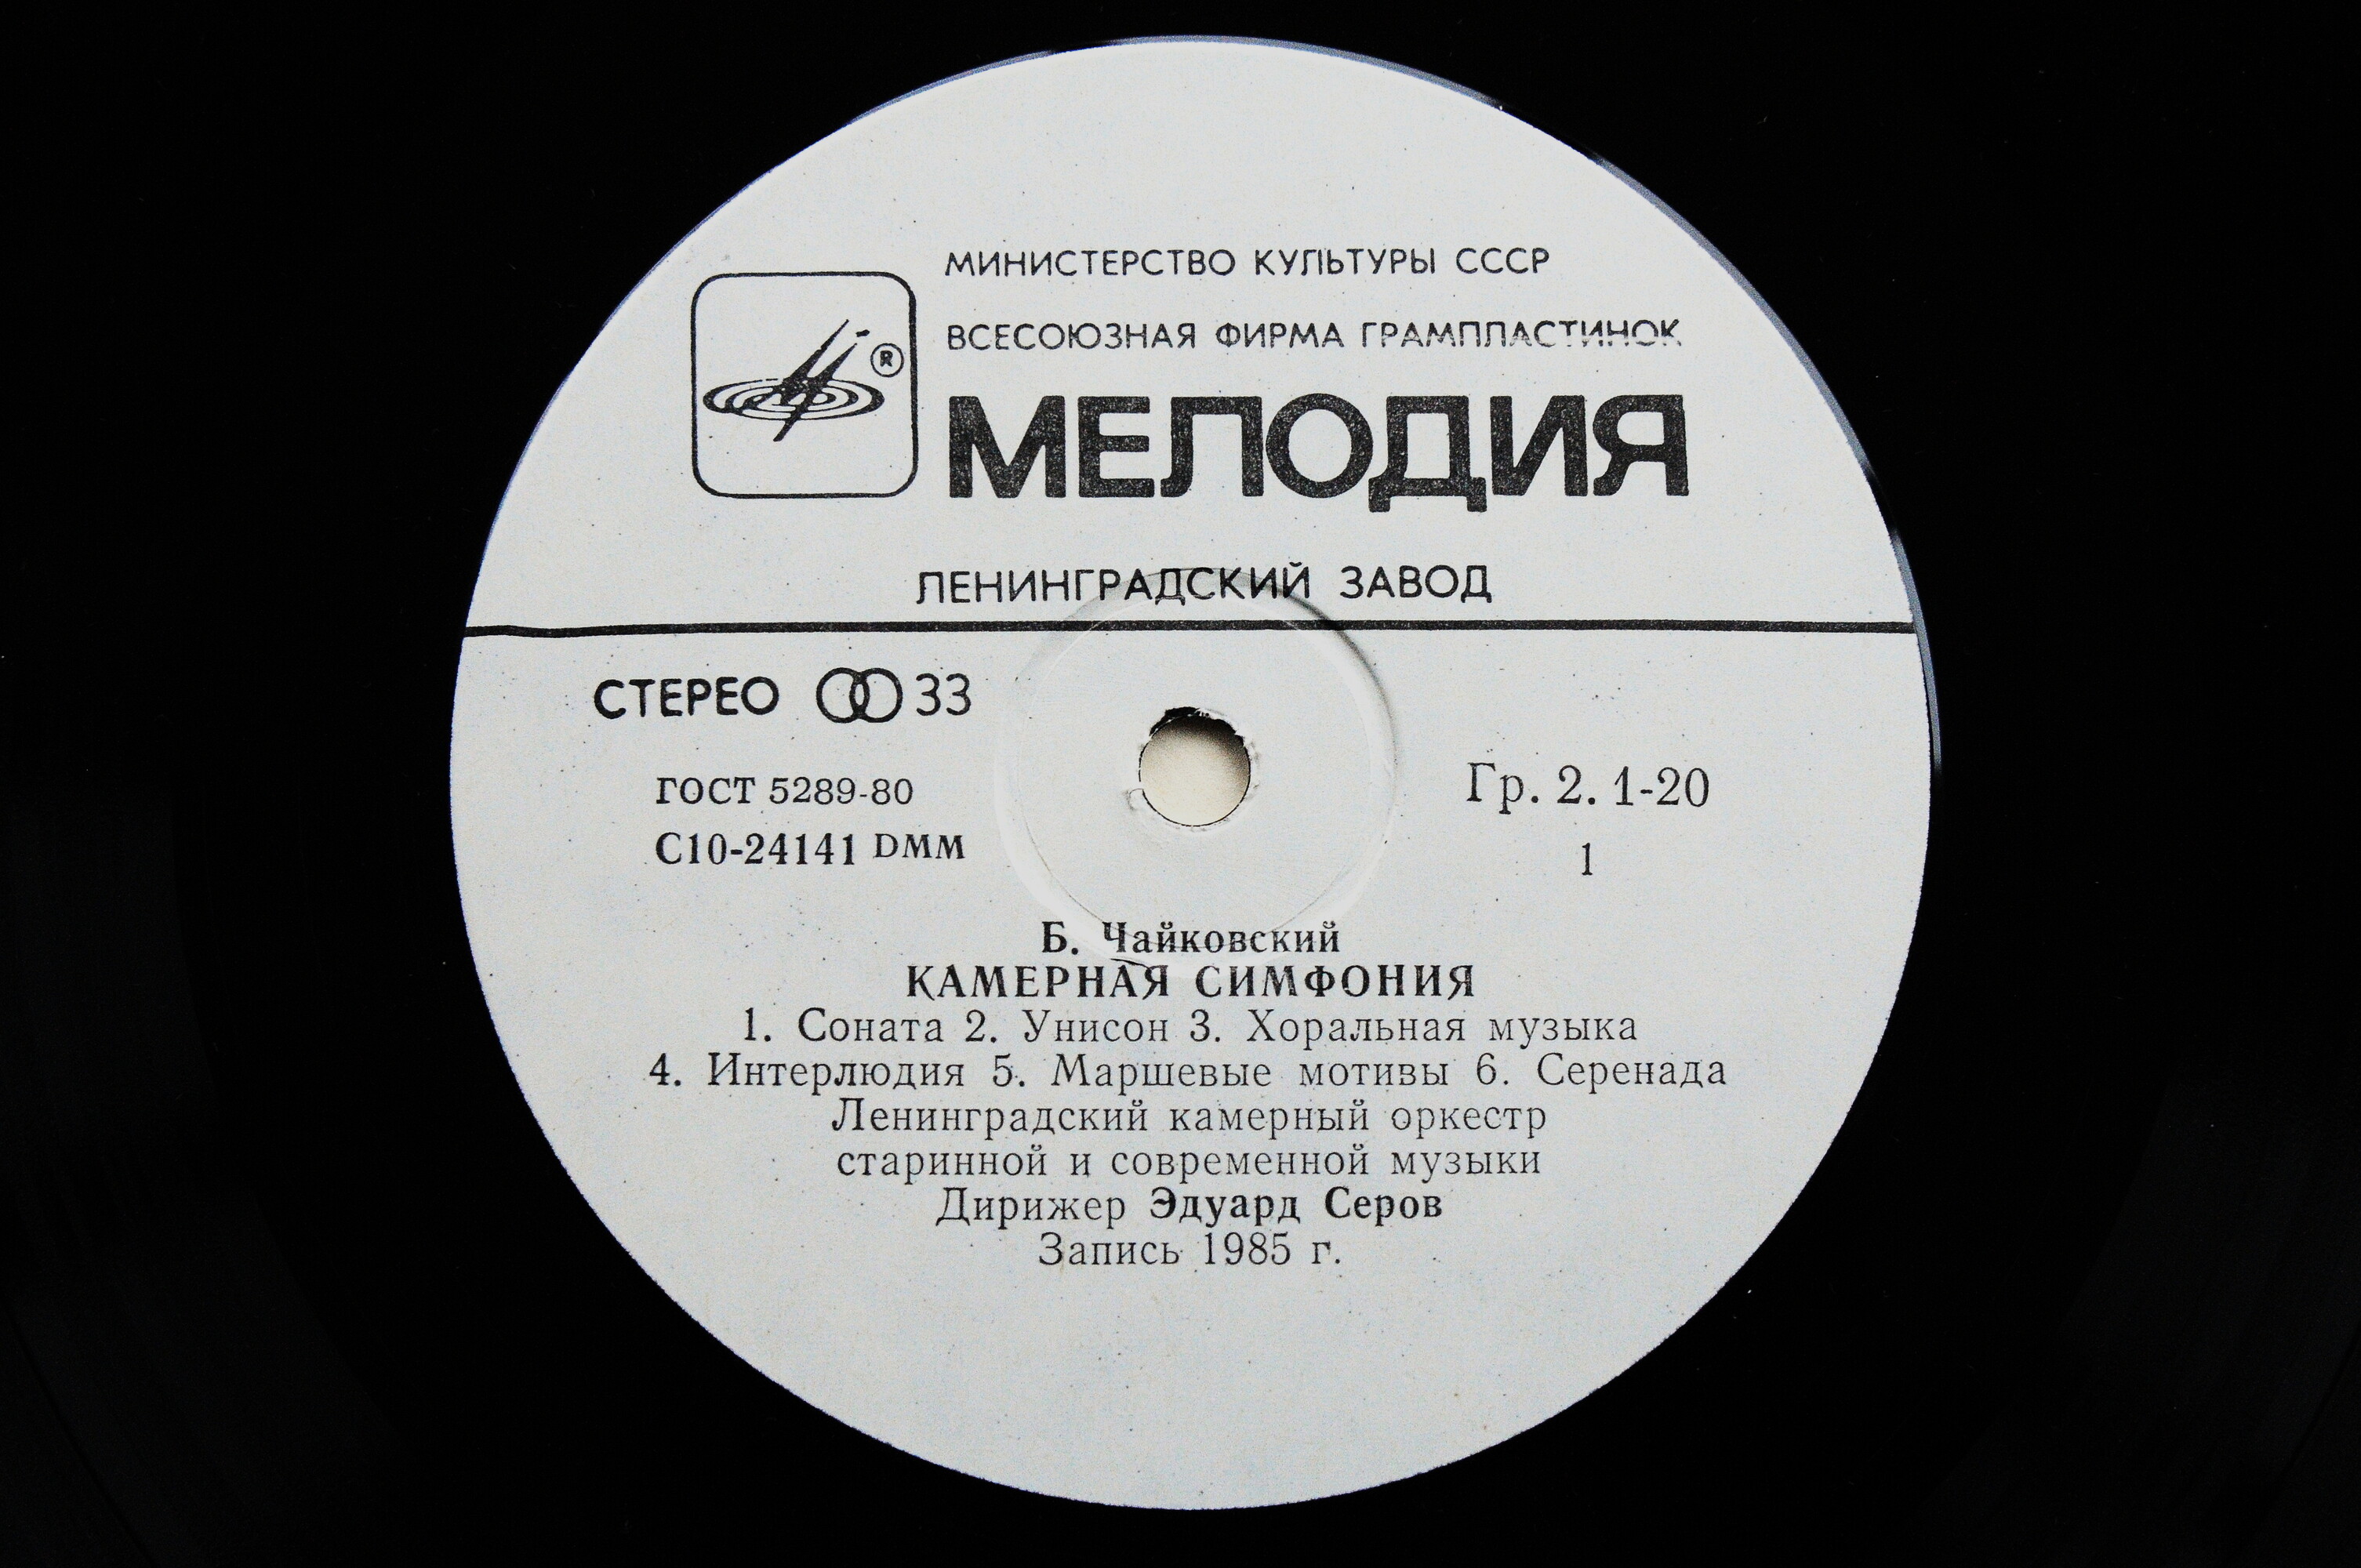 МИНИСТЕРСТВО КУЛЬТУРЫ СССР
ВСЕСОЮЗНАЯ ФИРМА ГРАМПЛАСТИНОК
®
МЕЛОДИЯ
ЛЕНИНГРАДСКИЙ ЗАВОД
СТЕРЕО 33
ГОСТ 5289-80
Гр. 2. 1-20
С10-24141 DMM
1
Б. Чайковский
КАМЕРНАЯ СИМФОНИЯ
1. Соната 2. Унисон 3. Хоральная музыка
4. Интерлюдия 5. Маршевые мотивы 6. Серенада
Ленинградский камерный оркестр
старинной и современной музыки
Дирижер Эдуард Серов
Запись 1985 г.